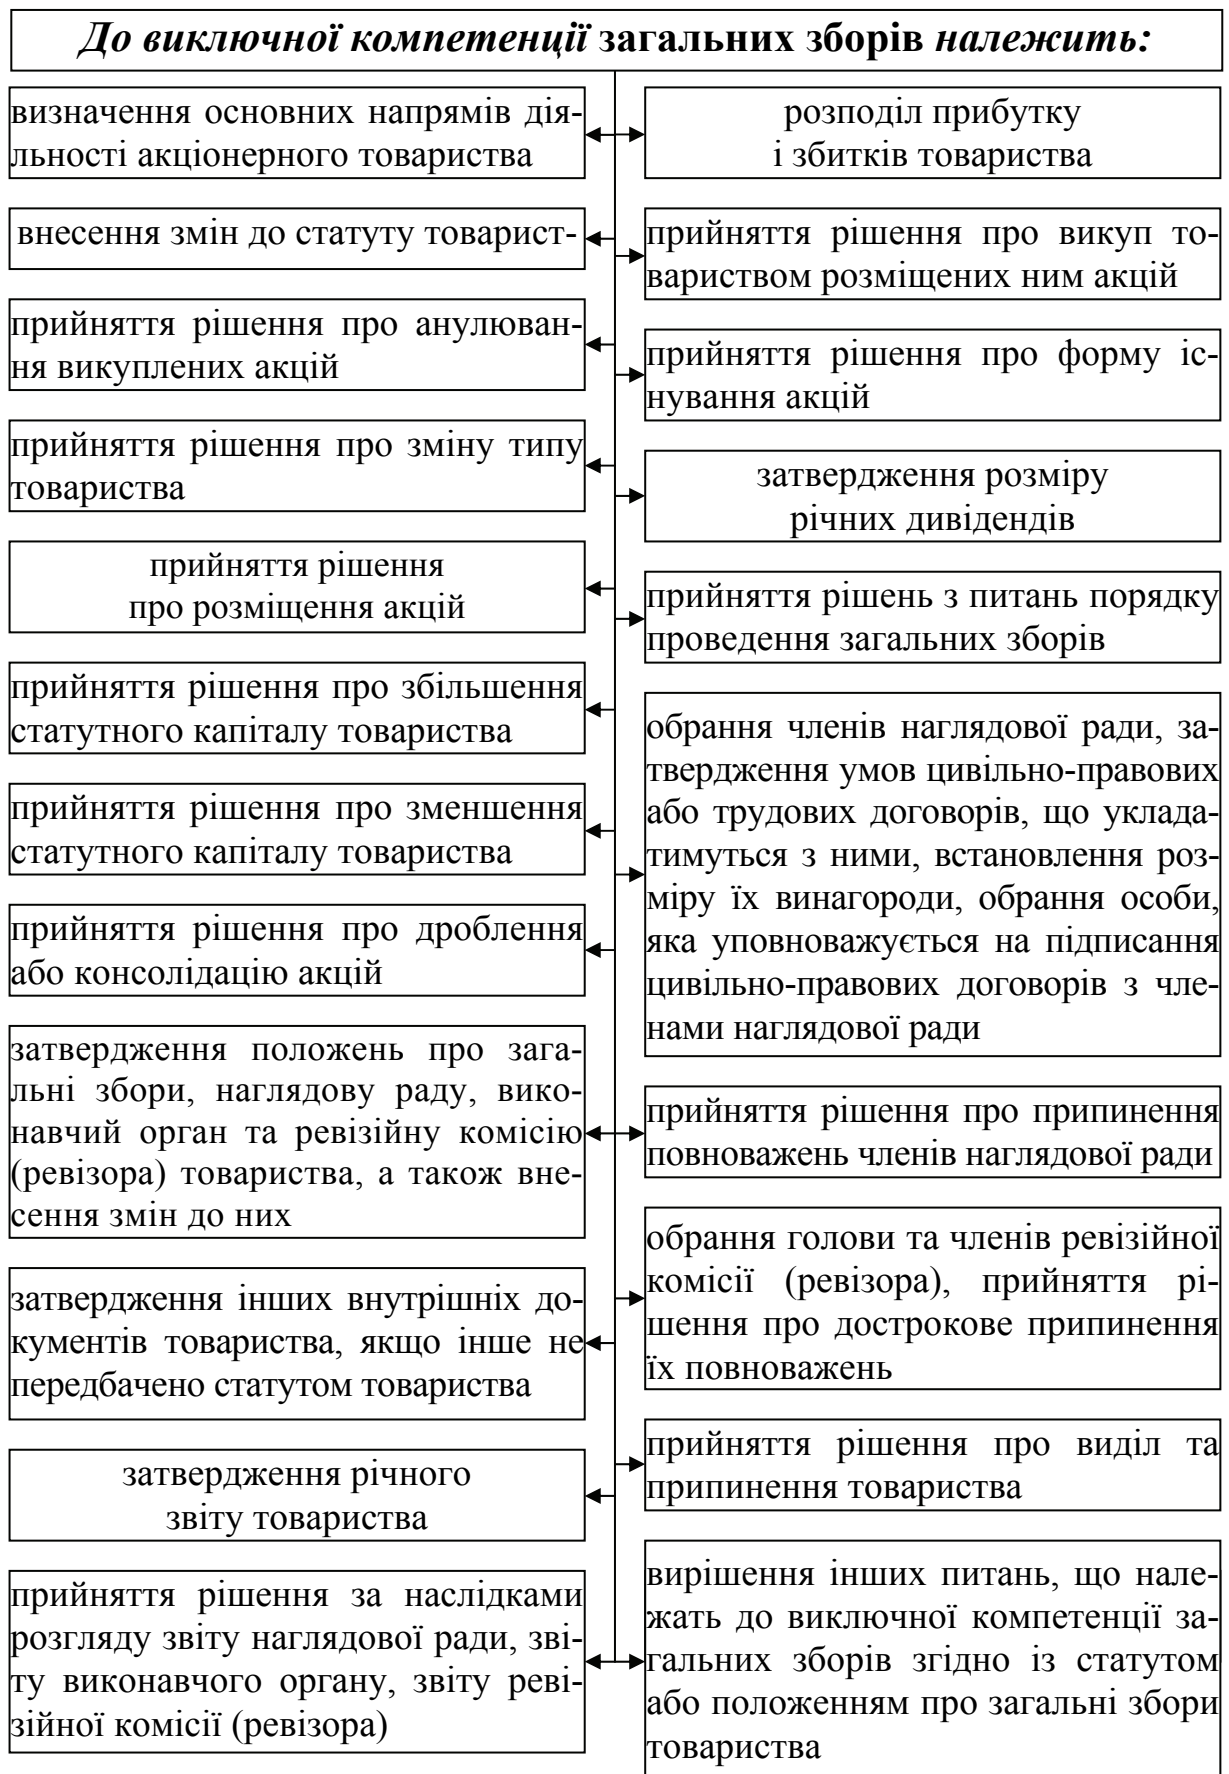 До виключної компетенції загальних зборів належить:
визначення основних напрямів дія-
льності акціонерного товариства
внесення змін до статуту товарист-
прийняття рішення про анулюван-
ня викуплених акцій
прийняття рішення про зміну типу
товариства
прийняття рішення
про розміщення акцій
прийняття рішення про збільшення
статутного капіталу товариства
прийняття рішення про зменшення
статутного капіталу товариства
прийняття рішення про дроблення
або консолідацію акцій
затвердження положень про зага-
льні збори, наглядову раду, вико-
навчий орган та ревізійну комісію
(ревізора) товариства, а також вне-
сення змін до них
затвердження інших внутрішніх до-
кументів товариства, якщо інше не
передбачено статутом товариства
затвердження річного
звіту товариства
прийняття рішення за наслідками
розгляду звіту наглядової ради, зві-
ту виконавчого органу, звіту реві-
зійної комісії (ревізора)
розподіл прибутку
і збитків товариства
прийняття рішення про викуп то-
вариством розміщених ним акцій
прийняття рішення про форму іс-
нування акцій
затвердження розміру
річних дивідендів
прийняття рішень з питань порядку
проведення загальних зборів
обрання членів наглядової ради, за-
твердження умов цивільно-правових
або трудових договорів, що уклада-
тимуться з ними, встановлення роз-
міру їх винагороди, обрання особи,
яка уповноважується на підписання
цивільно-правових договорів з чле-
нами наглядової ради
прийняття рішення про припинення
повноважень членів наглядової ради
обрання голови та членів ревізійної
комісії (ревізора), прийняття рі-
шення про дострокове припинення
їх повноважень
прийняття рішення про виділ та
припинення товариства
вирішення інших питань, що нале-
жать до виключної компетенції за-
гальних зборів згідно із статутом
або положенням про загальні збори
товариства